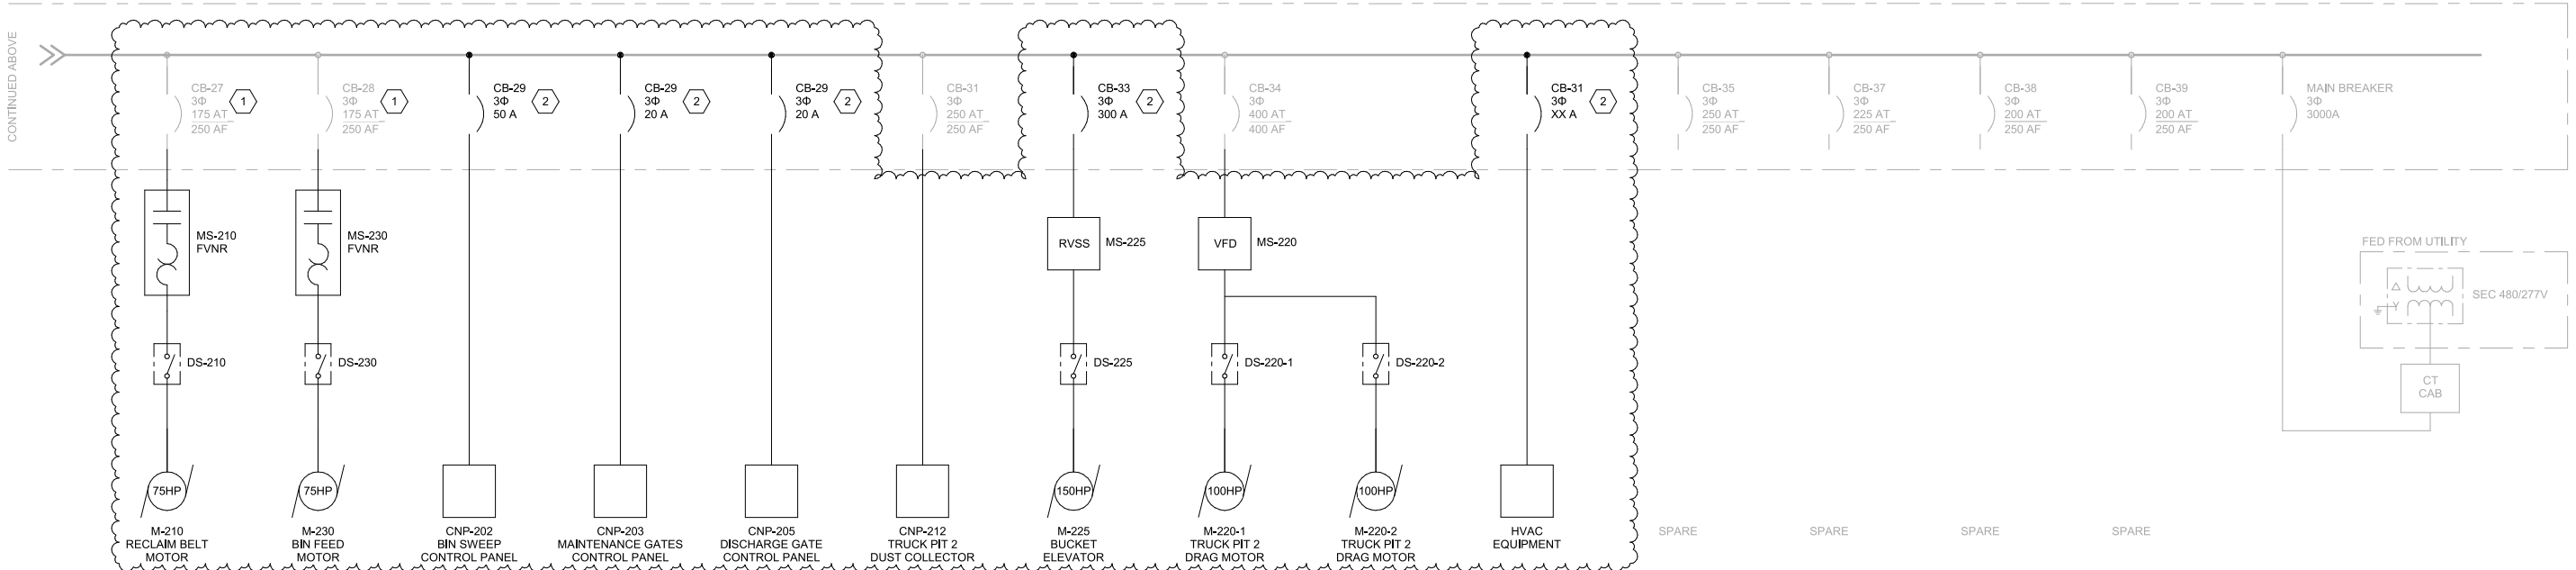 CONTINUED ABOVE
CB-27
3Φ
175 AT
250 AF
1
CB-28
3Φ
175 AT
250 AF
1
CB-29
3Φ
50 A
2
CB-29
3Φ
20 A
2
CB-29
3Φ
20 A
2
CB-31
3Φ
250 AT
250 AF
CB-33
3Φ
300 A
2
CB-34
3Φ
400 AT
400 AF
CB-31
3Φ
XX A
2
CB-35
3Φ
250 AT
250 AF
CB-37
3Φ
225 AT
250 AF
CB-38
3Φ
200 AT
250 AF
CB-39
3Φ
200 AT
250 AF
MAIN BREAKER
3Φ
3000A
MS-210
FVNR
MS-230
FVNR
RVSS
MS-225
VFD
MS-220
FED FROM UTILITY
Δ
Y
SEC 480/277V
DS-210
DS-230
DS-225
DS-220-1
DS-220-2
CT
CAB
75HP
75HP
150HP
100HP
100HP
M-210
RECLAIM BELT
MOTOR
M-230
BIN FEED
MOTOR
CNP-202
BIN SWEEP
CONTROL PANEL
CNP-203
MAINTENANCE GATES
CONTROL PANEL
CNP-205
DISCHARGE GATE
CONTROL PANEL
CNP-212
TRUCK PIT 2
DUST COLLECTOR
M-225
BUCKET
ELEVATOR
M-220-1
TRUCK PIT 2
DRAG MOTOR
M-220-2
TRUCK PIT 2
DRAG MOTOR
HVAC
EQUIPMENT
SPARE
SPARE
SPARE
SPARE